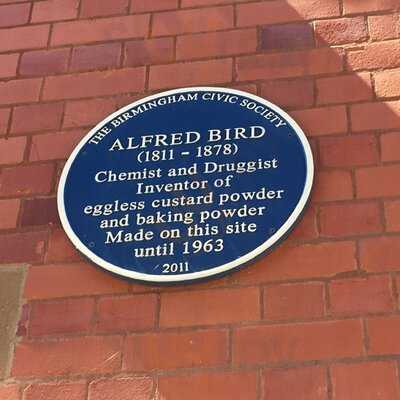 THE BIRMINGHAM CIVIC SOCIETY
ALFRED BIRD
(1811 - 1878)
Chemist and Druggist
Inventor of
eggless custard powder
and baking powder
Made on this site
until 1963
2011